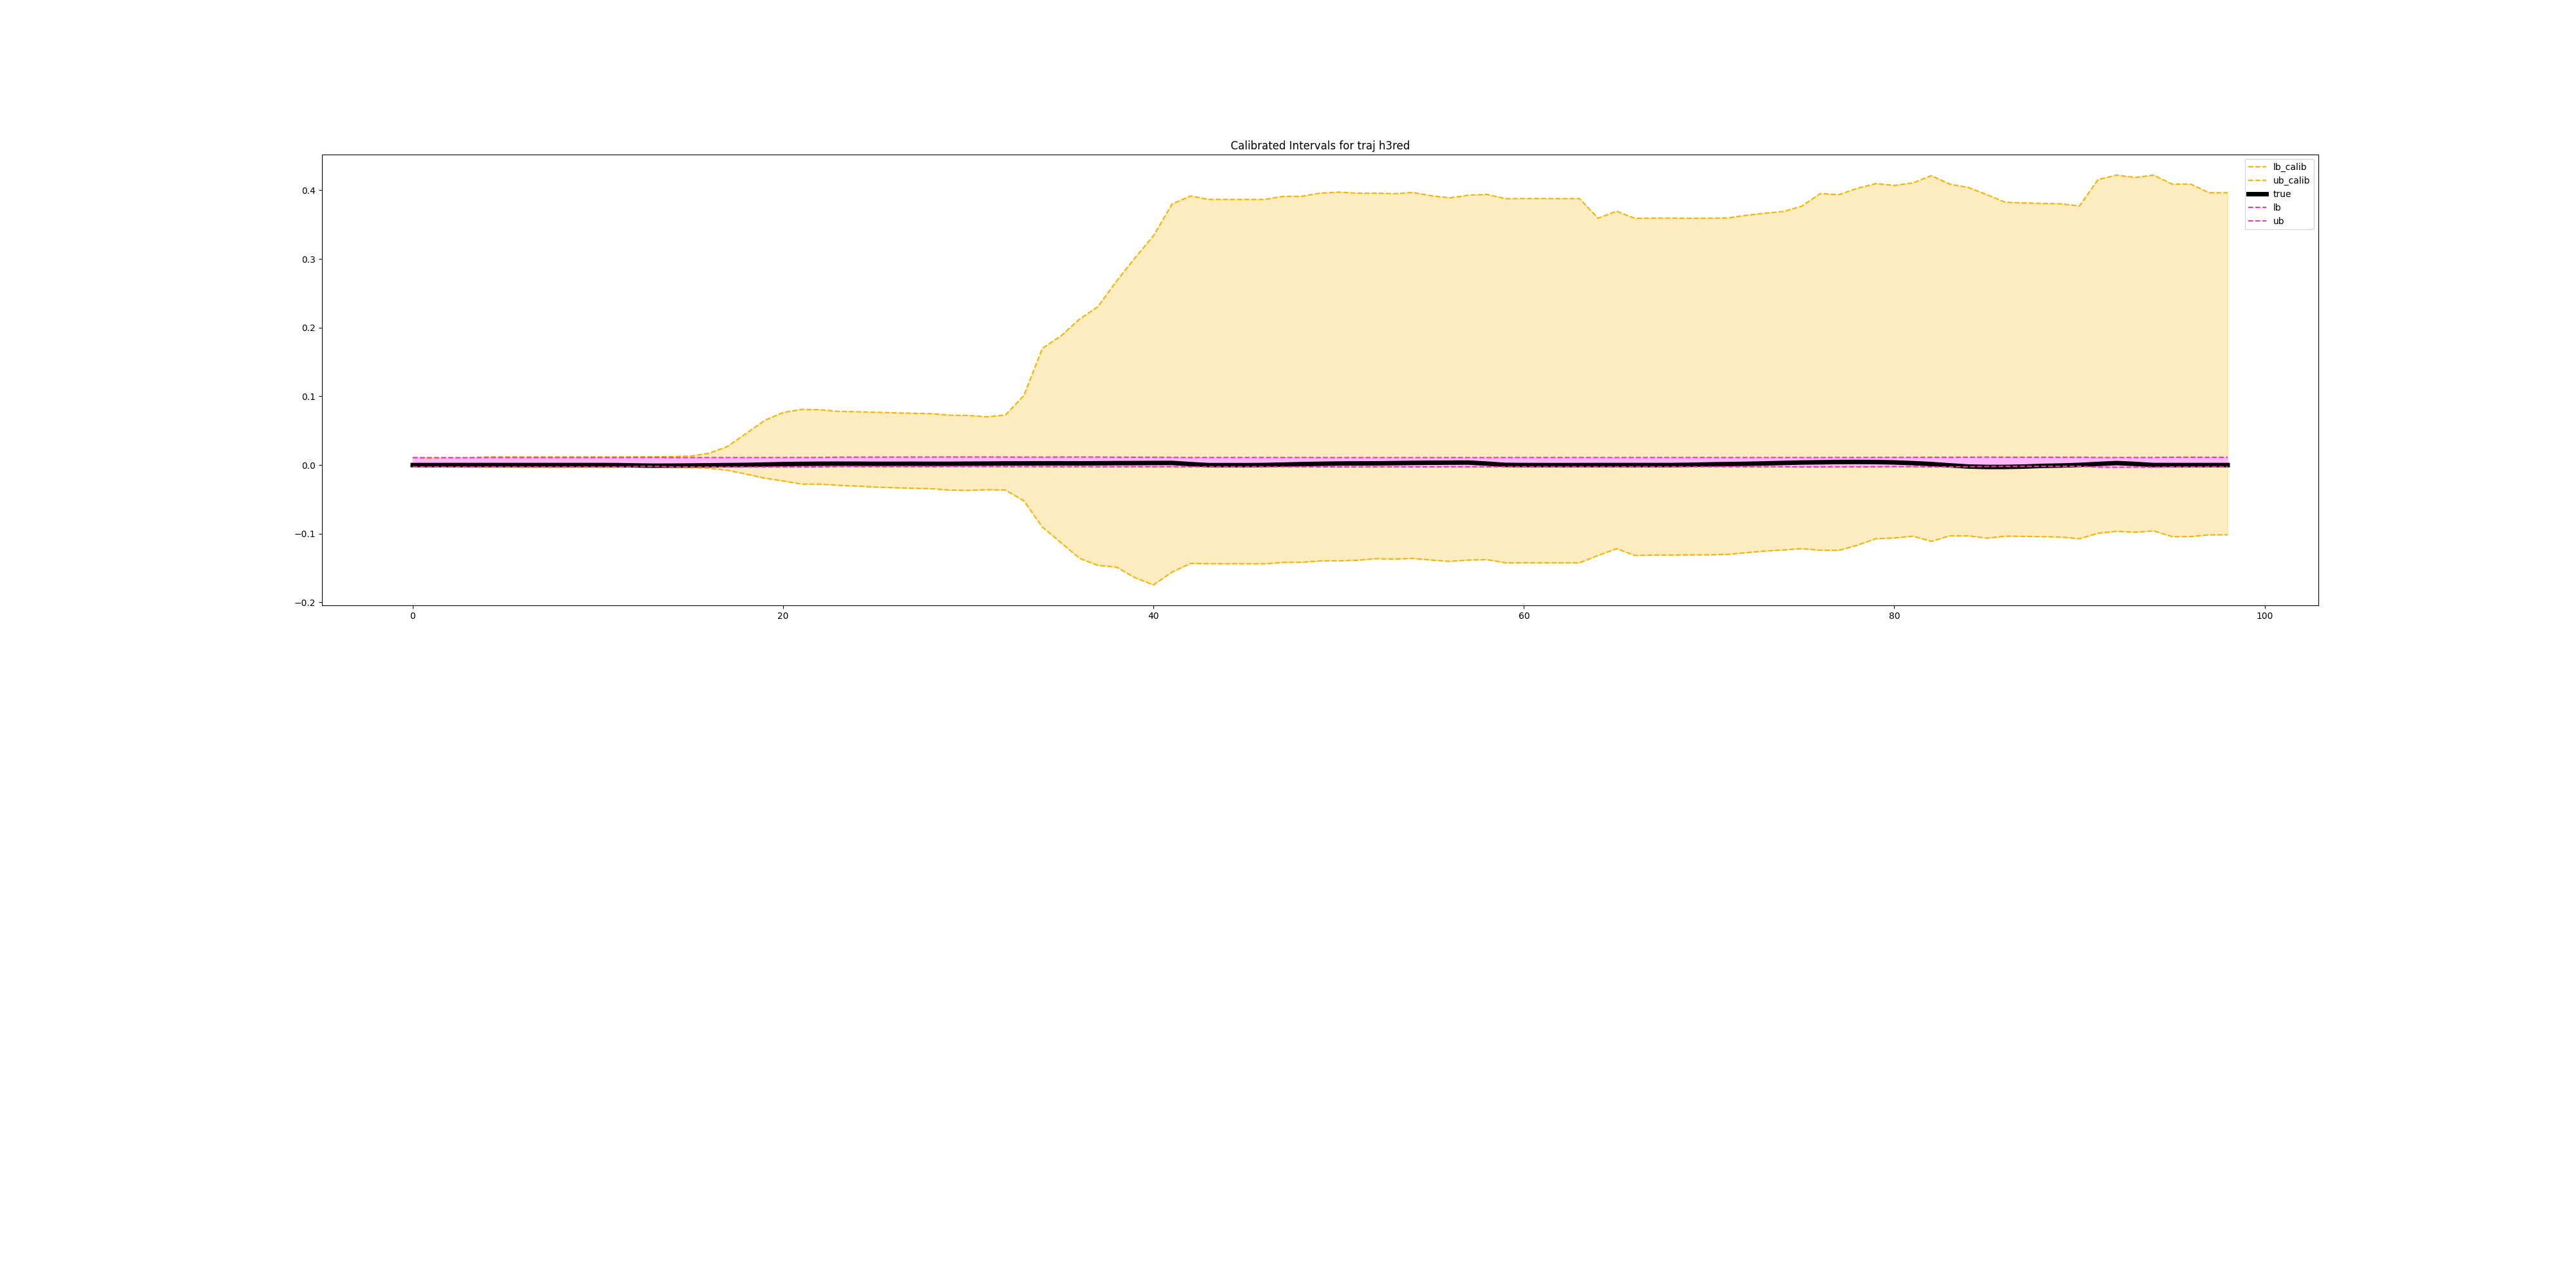 Calibrated Intervals for traj h3red
lb_calib
ub_calib
true
lb
ub
0.4
0.3
0.2
0.1
0.0
−0.1
−0.2
0 20 40 60 80 100